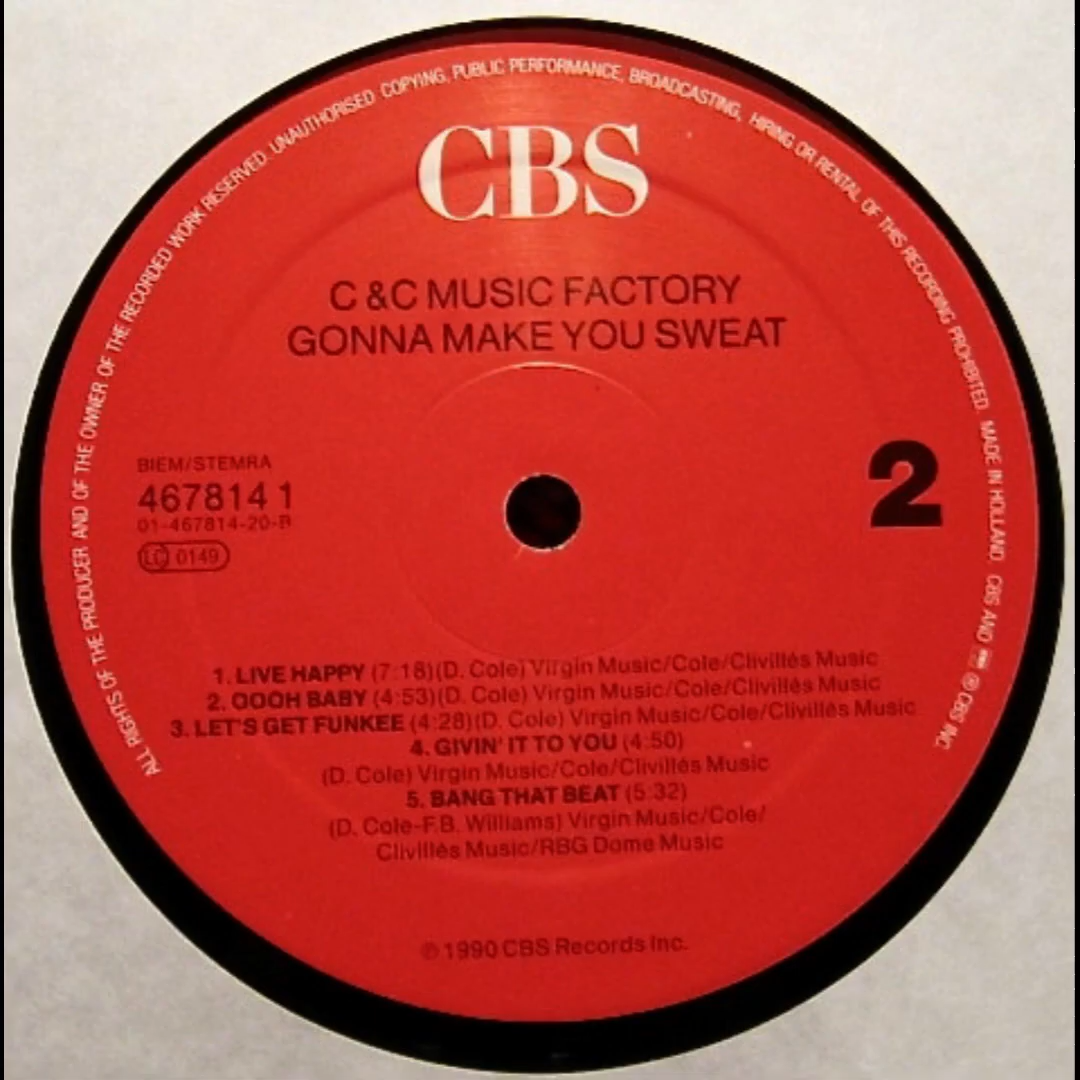 ALL RIGHTS OF THE PRODUCER AND OF THE OWNER OF THE RECORDED WORK RESERVED. UNAUTHORISED COPYING, PUBLIC PERFORMANCE, BROADCASTING, HIRING OR RENTAL OF THIS RECORDING PROHIBITED. MADE IN HOLLAND. CBS AND ® CBS INC.
CBS
C & C MUSIC FACTORY
GONNA MAKE YOU SWEAT
BIEM/STEMRA
467814 1
01-467814-20-B
LC 0149
2
1. LIVE HAPPY (7:18)(D. Cole) Virgin Music/Cole/Clivillés Music
2. OOOH BABY (4:53)(D. Cole) Virgin Music/Cole/Clivillés Music
3. LET'S GET FUNKEE (4:28)(D. Cole) Virgin Music/Cole/Clivillés Music
4. GIVIN' IT TO YOU (4:50)
(D. Cole) Virgin Music/Cole/Clivillés Music
5. BANG THAT BEAT (5:32)
(D. Cole-F.B. Williams) Virgin Music/Cole/
Clivillés Music/RBG Dome Music
℗ 1990 CBS Records Inc.